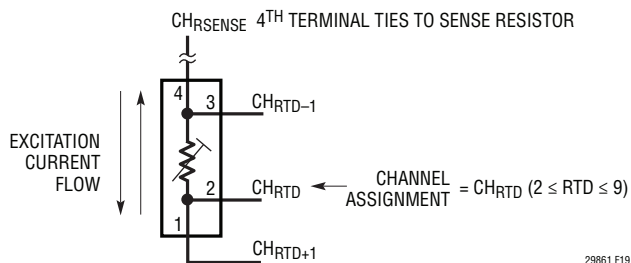 CHRSENSE 4TH TERMINAL TIES TO SENSE RESISTOR
4
3
CHRTD–1
EXCITATION
CURRENT
FLOW
2
CHRTD
CHANNEL
ASSIGNMENT
= CHRTD (2 ≤ RTD ≤ 9)
1
CHRTD+1
29861 F19